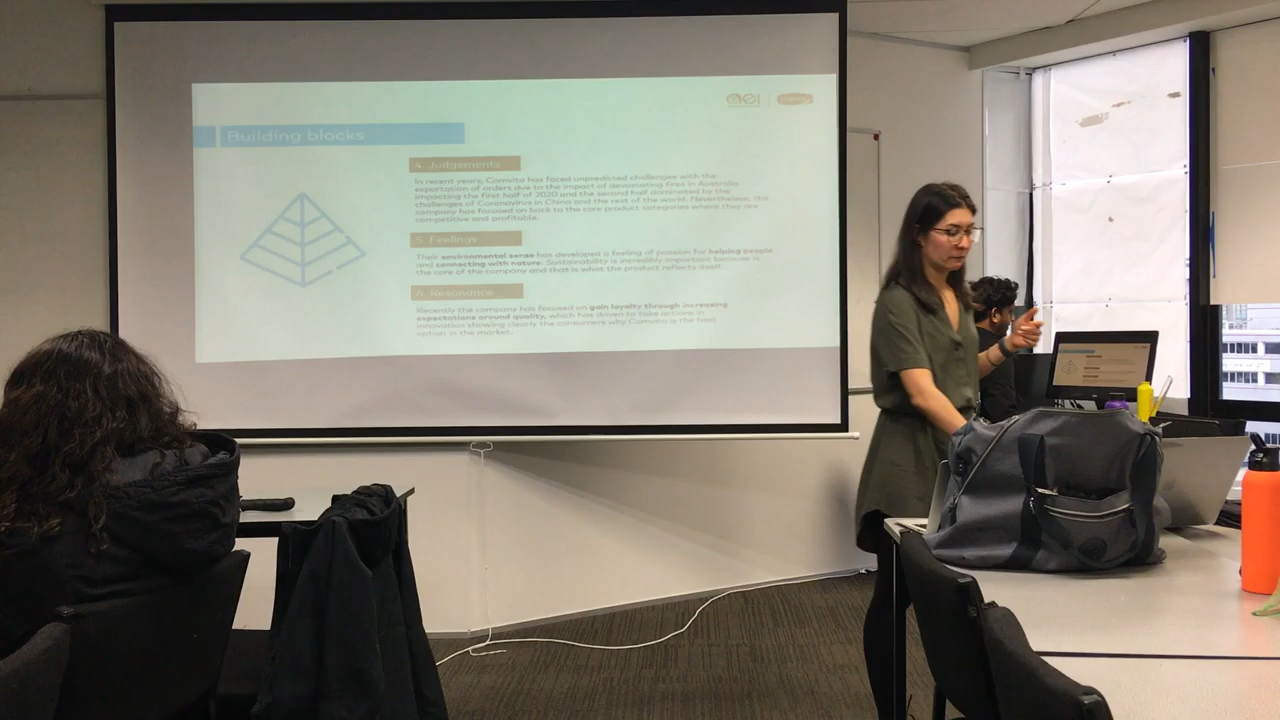 aei
Building blocks
4. Judgements
In recent years, Comvita has faced unpredicted challenges with the
exportation of orders due to the impact of devastating fires in Australia
impacting the first half of 2020 and the second half dominated by the
challenges of Coronavirus in China and the rest of the world. Nevertheless, the
company has focused on back to the core product categories where they are
competitive and profitable.
5. Feelings
Their environmental sense has developed a feeling of passion for helping people
and connecting with nature. Sustainability is incredibly important because is
the core of the company and that is what the product reflects itself.
6. Resonance
Recently the company has focused on gain loyalty through increasing
expectations around quality, which has driven to take actions in
innovation showing clearly the consumers why Comvita is the best
option in the market.